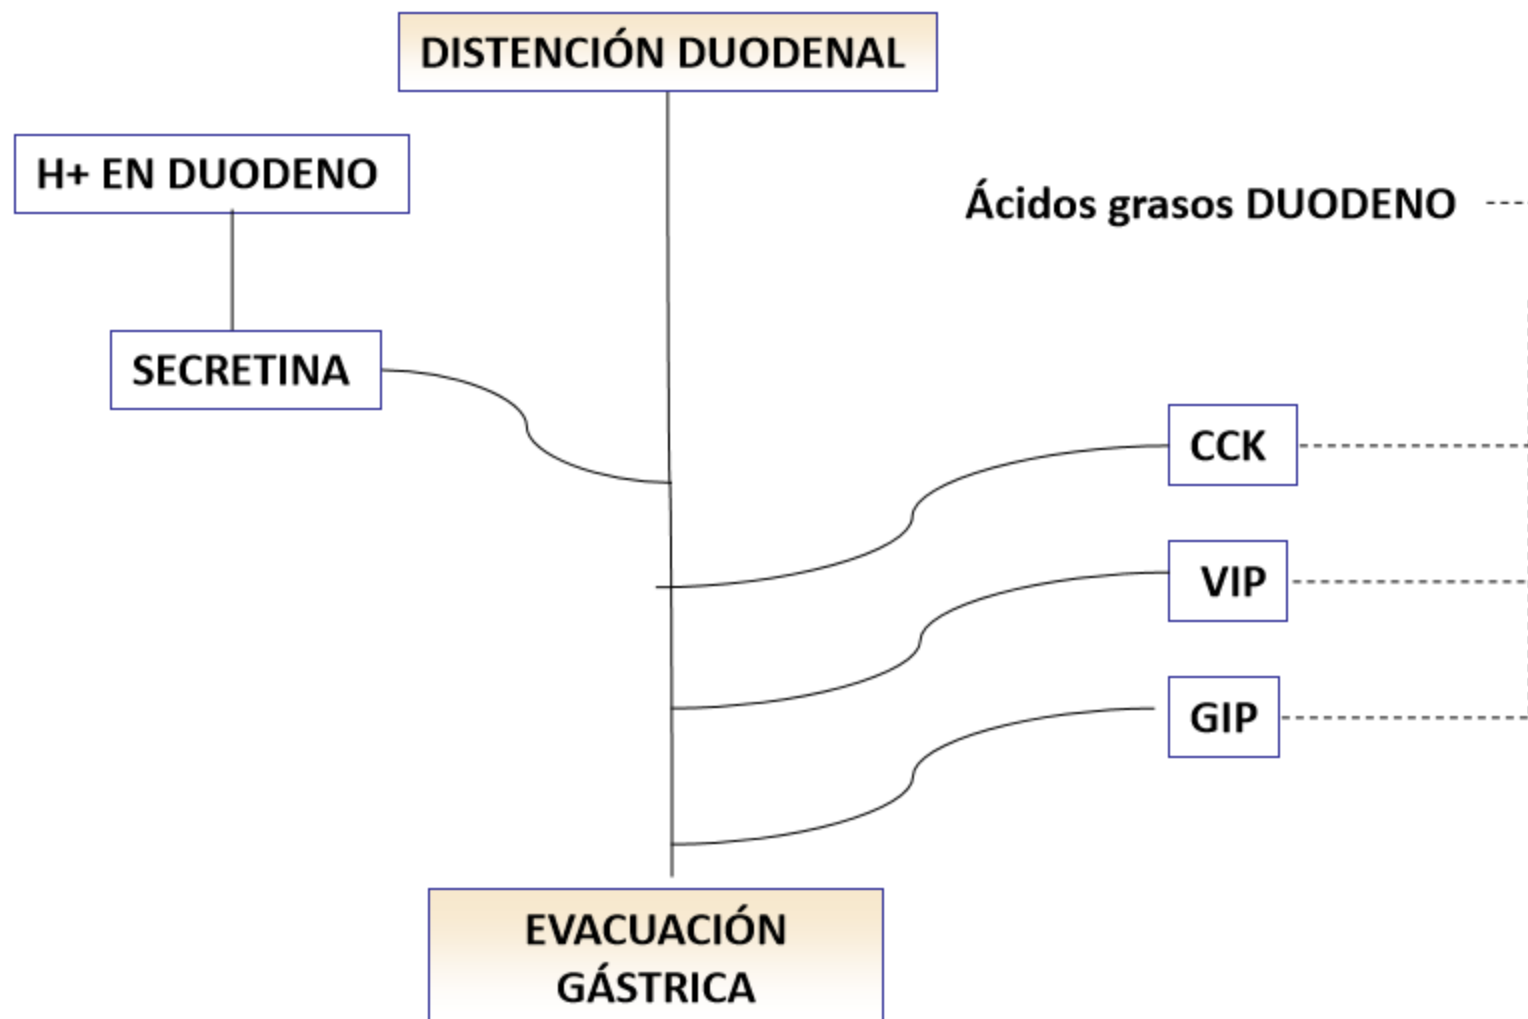 DISTENCIÓN DUODENAL
H+ EN DUODENO
Ácidos grasos DUODENO
SECRETINA
CCK
VIP
GIP
EVACUACIÓN
GÁSTRICA